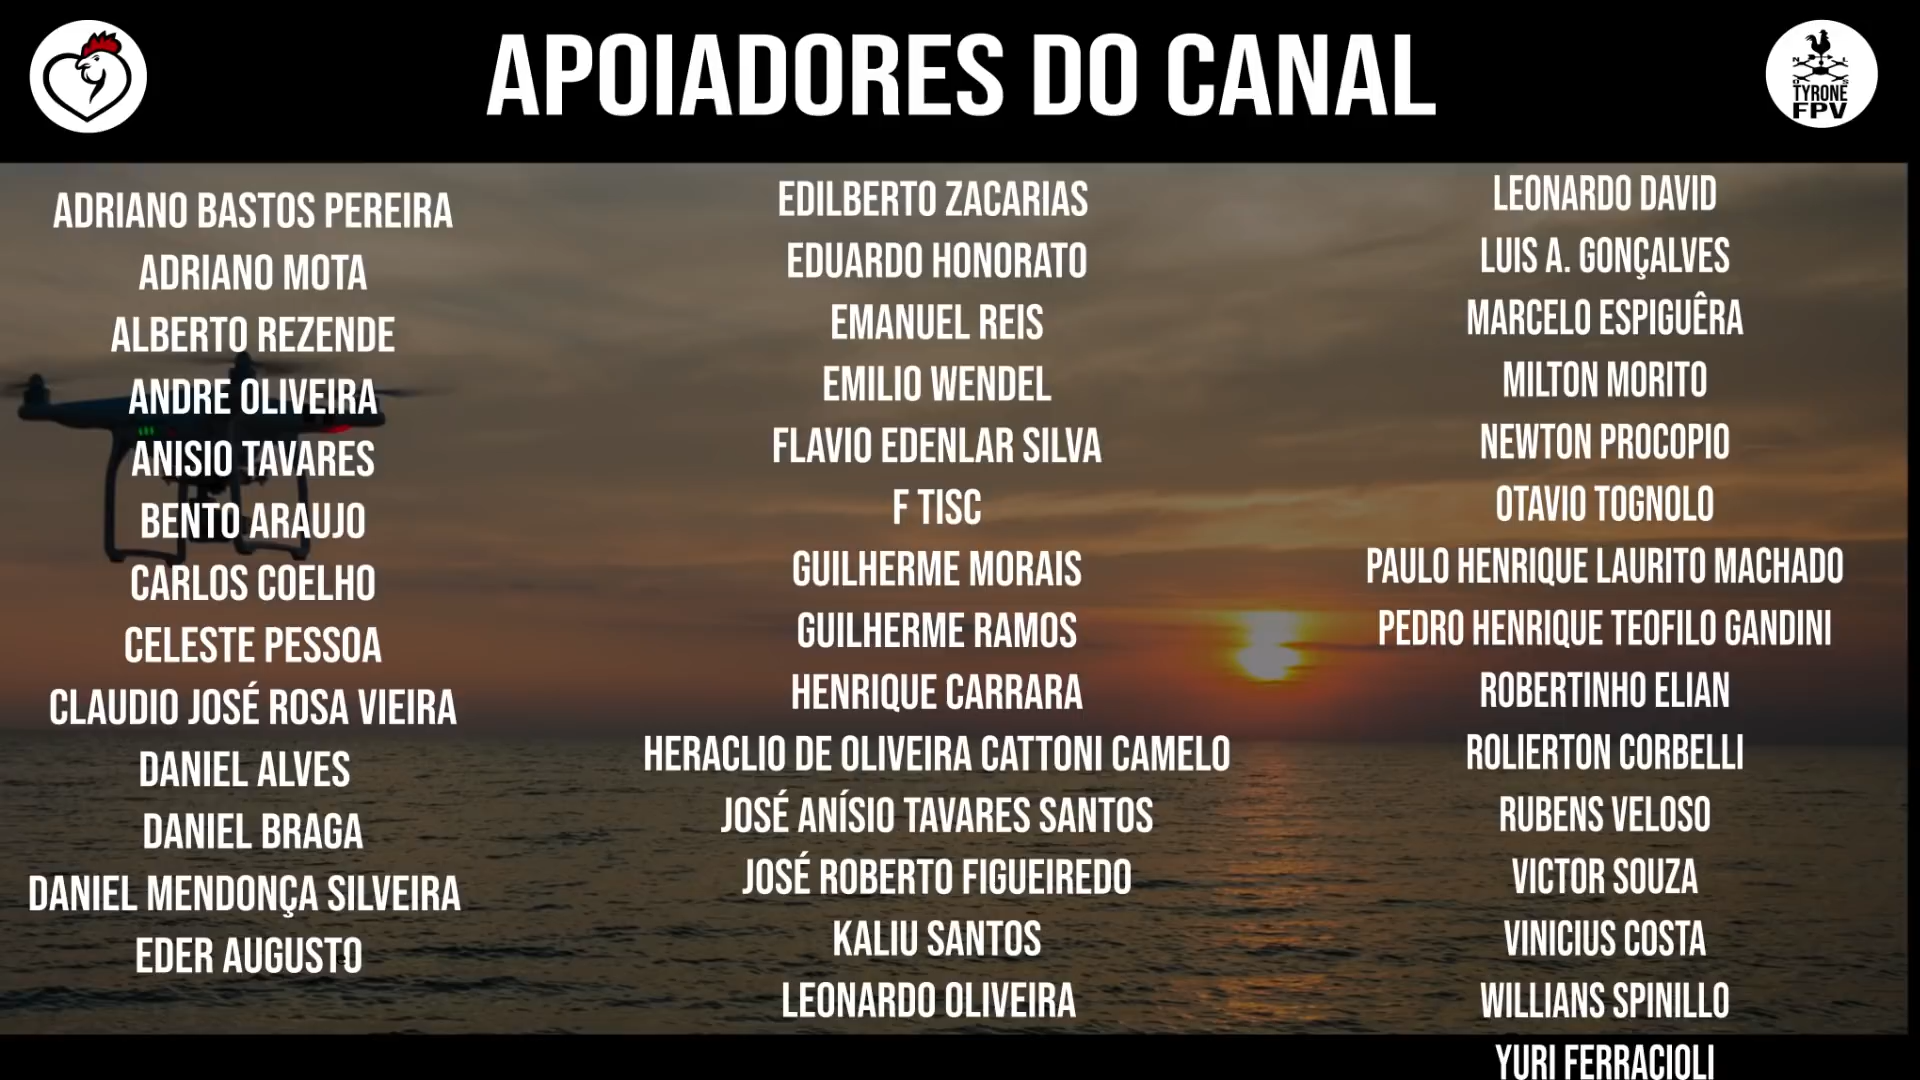 APOIADORES DO CANAL
N L
O S
TYRONE
FPV
ADRIANO BASTOS PEREIRA
ADRIANO MOTA
ALBERTO REZENDE
ANDRE OLIVEIRA
ANISIO TAVARES
BENTO ARAUJO
CARLOS COELHO
CELESTE PESSOA
CLAUDIO JOSÉ ROSA VIEIRA
DANIEL ALVES
DANIEL BRAGA
DANIEL MENDONÇA SILVEIRA
EDER AUGUSTO
EDILBERTO ZACARIAS
EDUARDO HONORATO
EMANUEL REIS
EMILIO WENDEL
FLAVIO EDENLAR SILVA
F TISC
GUILHERME MORAIS
GUILHERME RAMOS
HENRIQUE CARRARA
HERACLIO DE OLIVEIRA CATTONI CAMELO
JOSÉ ANÍSIO TAVARES SANTOS
JOSÉ ROBERTO FIGUEIREDO
KALIU SANTOS
LEONARDO OLIVEIRA
LEONARDO DAVID
LUIS A. GONÇALVES
MARCELO ESPIGUÊRA
MILTON MORITO
NEWTON PROCOPIO
OTAVIO TOGNOLO
PAULO HENRIQUE LAURITO MACHADO
PEDRO HENRIQUE TEOFILO GANDINI
ROBERTINHO ELIAN
ROLIERTON CORBELLI
RUBENS VELOSO
VICTOR SOUZA
VINICIUS COSTA
WILLIANS SPINILLO
YURI FERRACIOLI